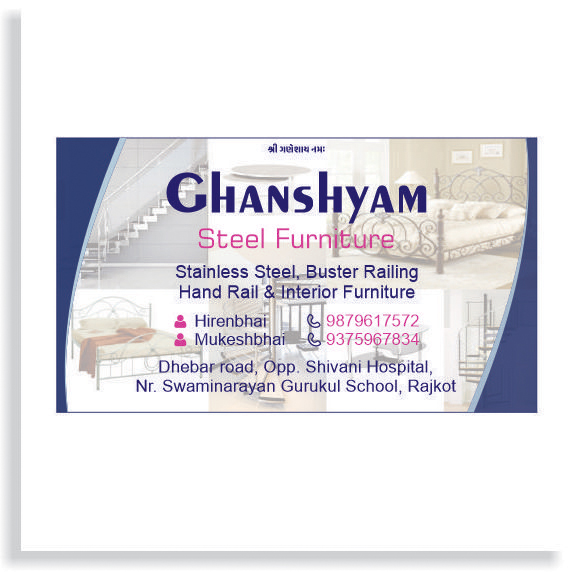 શ્રી ગણેશાય નમઃ
GHANSHYAM
Steel Furniture
Stainless Steel, Buster Railing
Hand Rail & Interior Furniture
Hirenbhai 9879617572
Mukeshbhai 9375967834
Dhebar road, Opp. Shivani Hospital,
Nr. Swaminarayan Gurukul School, Rajkot